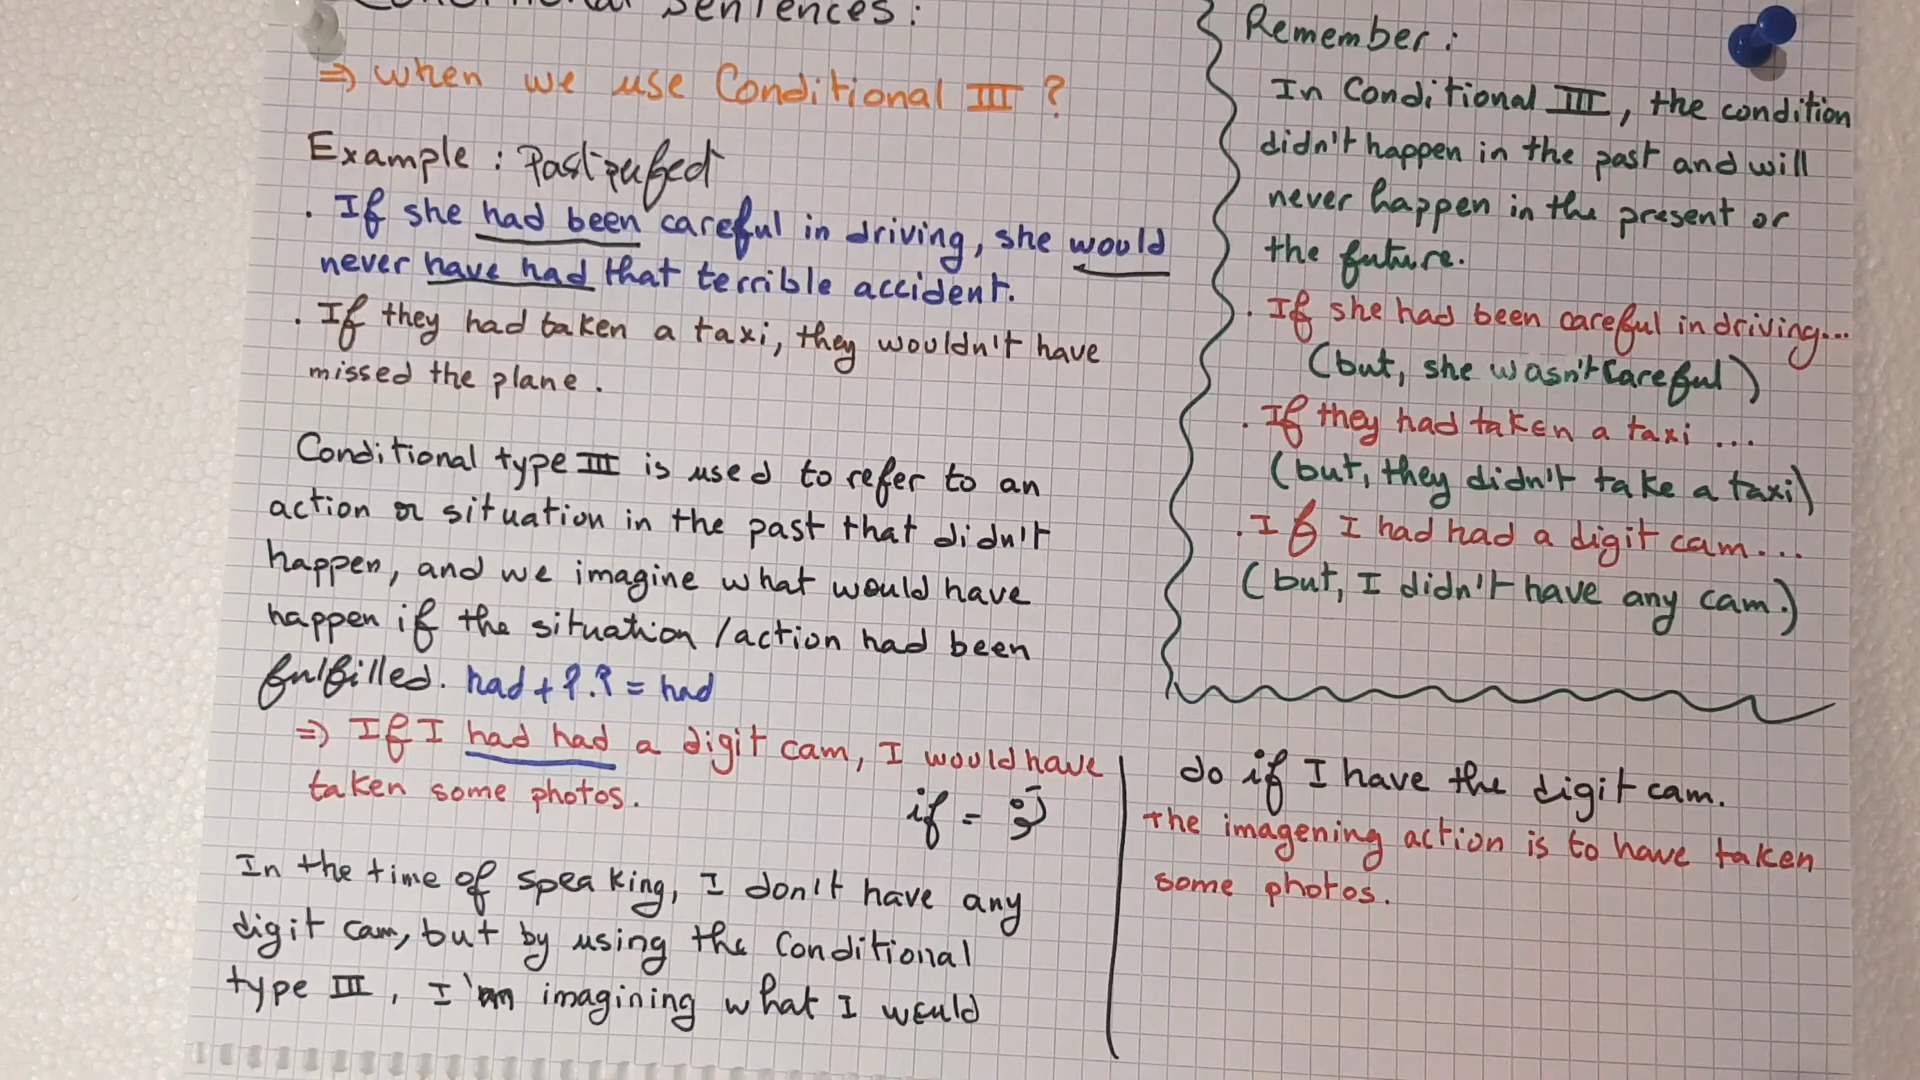 Conditional Sentences:
⇒ when we use Conditional III ?
Example : Past perfect
. If she had been careful in driving, she would
never have had that terrible accident.
. If they had taken a taxi, they wouldn't have
missed the plane .
Conditional type III is used to refer to an
action or situation in the past that didn't
happen, and we imagine what would have
happen if the situation / action had been
fulfilled. had + P.P = had
⇒ If I had had a digit cam, I would have
taken some photos.
if = لو
In the time of speaking, I don't have any
digit cam, but by using the Conditional
type III , I'am imagining what I would
Remember :
In Conditional III, the condition
didn't happen in the past and will
never happen in the present or
the future.
. If she had been careful in driving...
(but, she wasn't careful)
. If they had taken a taxi ...
(but, they didn't take a taxi)
. If I had had a digit cam...
(but, I didn't have any cam.)
do if I have the digit cam.
the imagening action is to have taken
some photos.